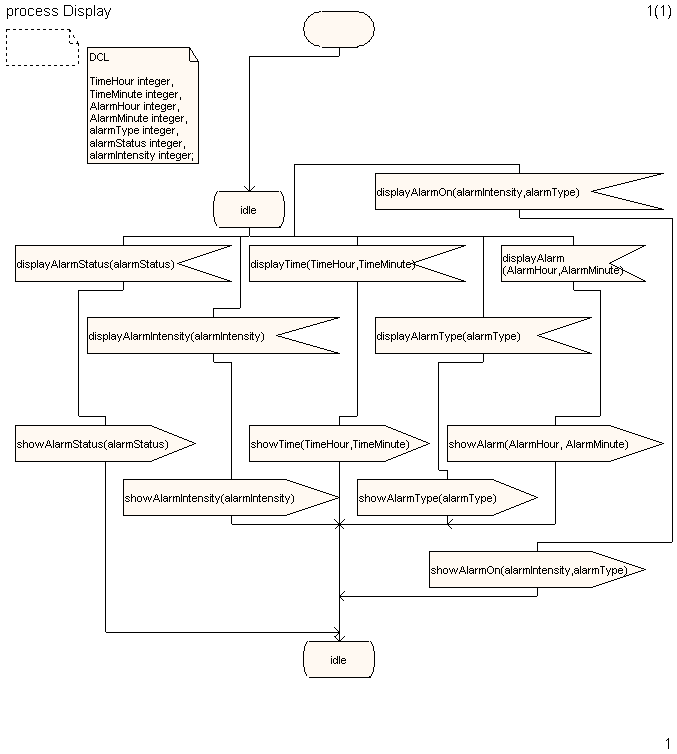 process Display
1(1)
DCL
TimeHour integer,
TimeMinute integer,
AlarmHour integer,
AlarmMinute integer,
alarmType integer,
alarmStatus integer,
alarmIntensity integer;
displayAlarmOn(alarmIntensity,alarmType)
idle
displayAlarmStatus(alarmStatus)
displayTime(TimeHour,TimeMinute)
displayAlarm
(AlarmHour,AlarmMinute)
displayAlarmIntensity(alarmIntensity)
displayAlarmType(alarmType)
showAlarmStatus(alarmStatus)
showTime(TimeHour,TimeMinute)
showAlarm(AlarmHour, AlarmMinute)
showAlarmIntensity(alarmIntensity)
showAlarmType(alarmType)
showAlarmOn(alarmIntensity,alarmType)
idle
1